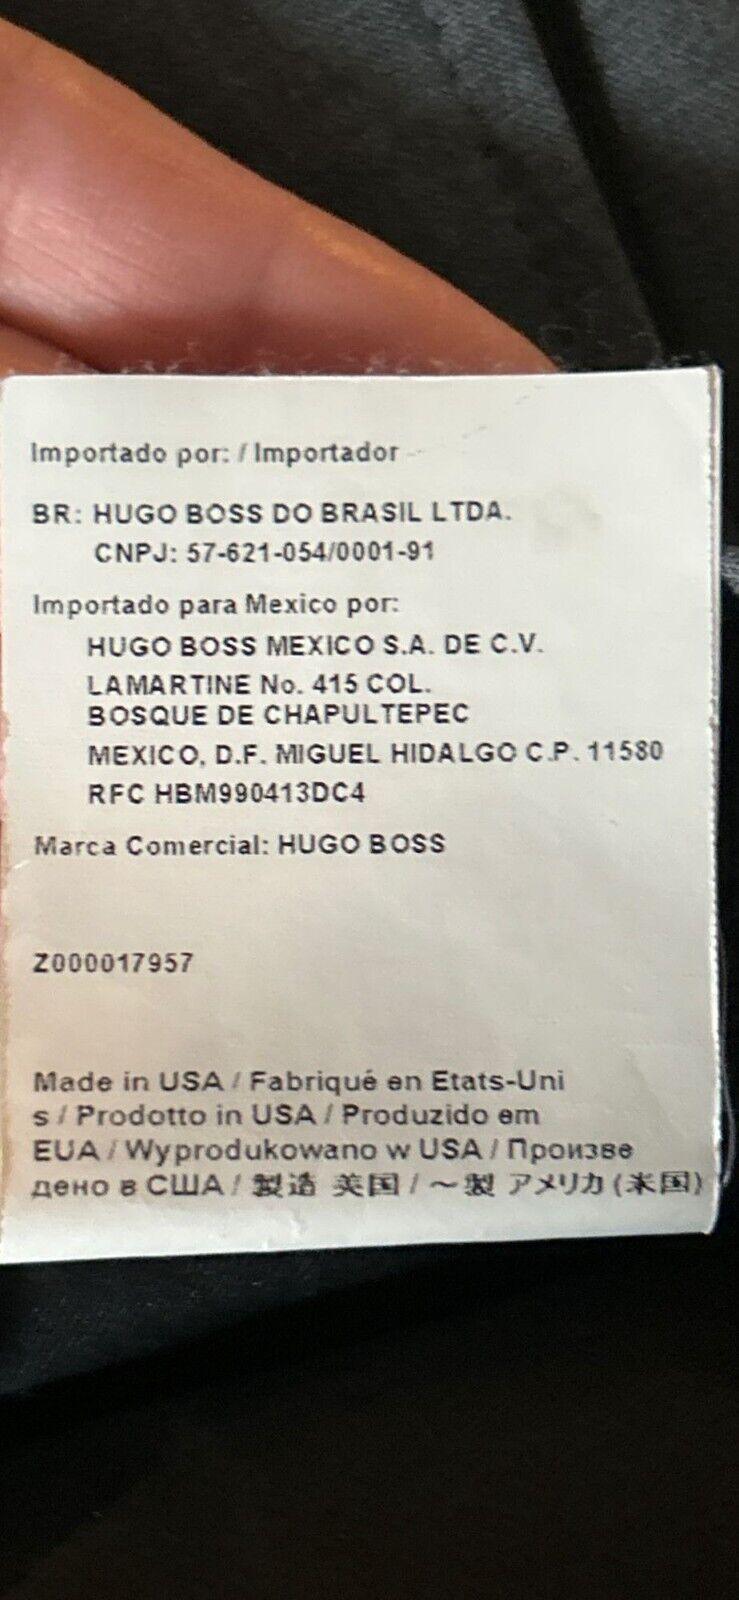 Importado por: / Importador
BR: HUGO BOSS DO BRASIL LTDA.
CNPJ: 57-621-054/0001-91
Importado para Mexico por:
HUGO BOSS MEXICO S.A. DE C.V.
LAMARTINE No. 415 COL.
BOSQUE DE CHAPULTEPEC
MEXICO, D.F. MIGUEL HIDALGO C.P. 11580
RFC HBM990413DC4
Marca Comercial: HUGO BOSS
Z000017957
Made in USA / Fabriqué en Etats-Uni
s / Prodotto in USA / Produzido em
EUA / Wyprodukowano w USA / Произве
дено в США / 製造 美国 / ～製 アメリカ (米国)